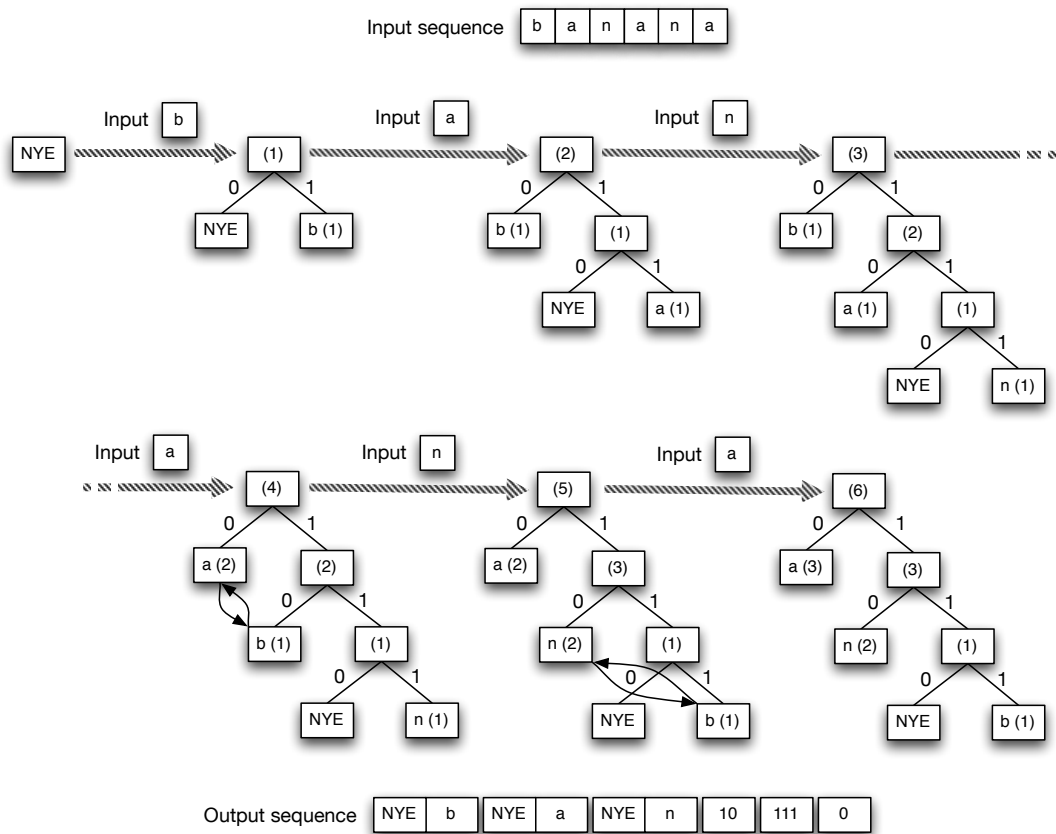 Input sequence b a n a n a
Input b Input a Input n
NYE (1) (2) (3)
0 1 0 1 0 1
NYE b (1) b (1) (1) b (1) (2)
0 1 0 1
NYE a (1) a (1) (1)
0 1
NYE n (1)
Input a Input n Input a
(4) (5) (6)
0 1 0 1 0 1
a (2) (2) a (2) (3) a (3) (3)
0 1 0 1 0 1
b (1) (1) n (2) (1) n (2) (1)
0 1 0 1 0 1
NYE n (1) NYE b (1) NYE b (1)
Output sequence NYE b NYE a NYE n 10 111 0